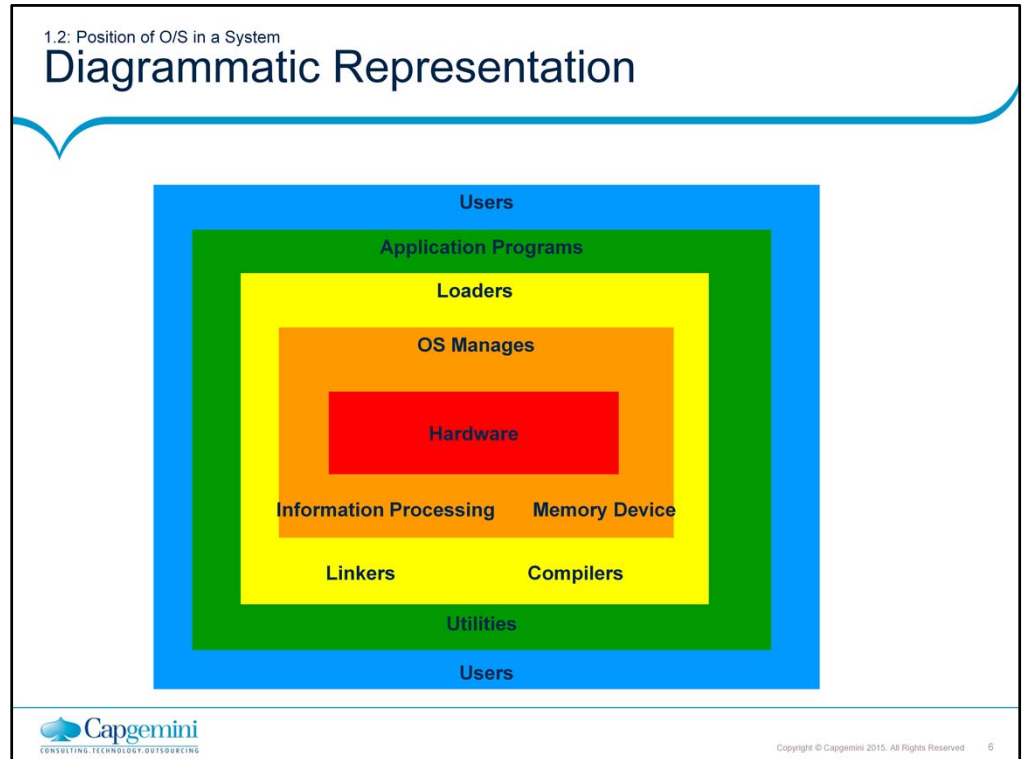 1.2: Position of O/S in a System
Diagrammatic Representation
Users
Application Programs
Loaders
OS Manages
Hardware
Information Processing Memory Device
Linkers Compilers
Utilities
Users
Capgemini
CONSULTING.TECHNOLOGY.OUTSOURCING
Copyright © Capgemini 2015. All Rights Reserved 6